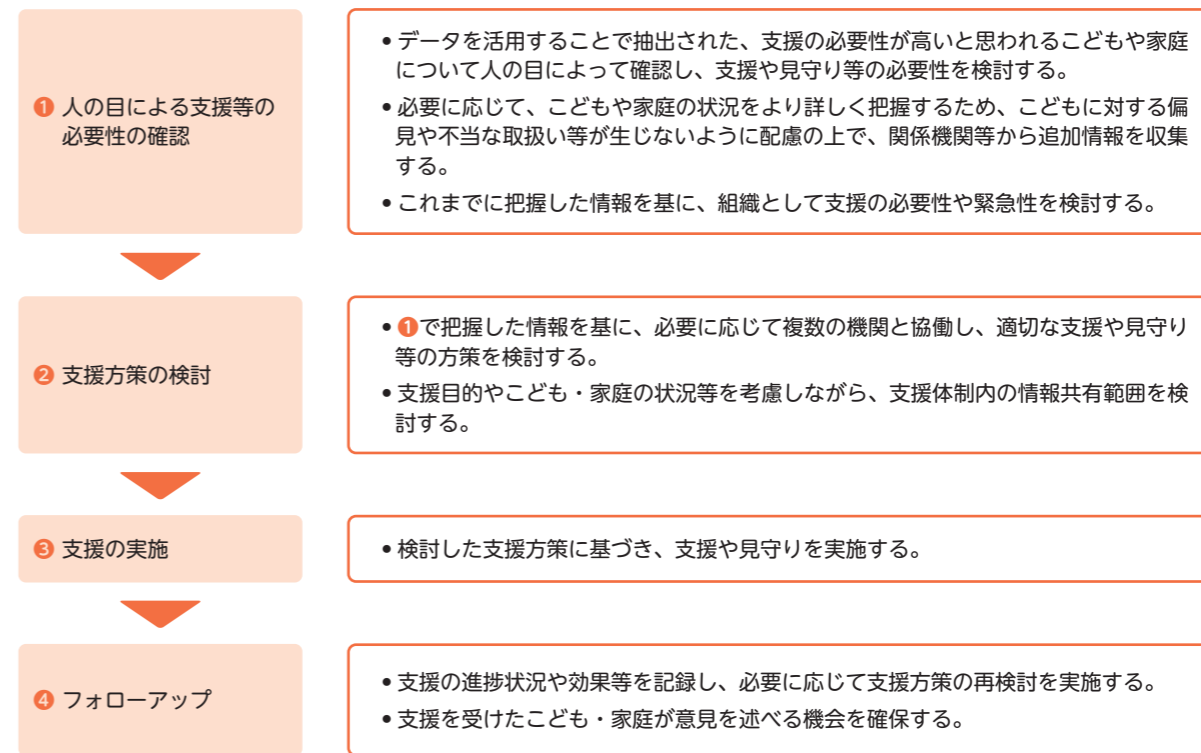 ❶ 人の目による支援等の
必要性の確認
• データを活用することで抽出された、支援の必要性が高いと思われるこどもや家庭
について人の目によって確認し、支援や見守り等の必要性を検討する。
• 必要に応じて、こどもや家庭の状況をより詳しく把握するため、こどもに対する偏
見や不当な取扱い等が生じないように配慮の上で、関係機関等から追加情報を収集
する。
• これまでに把握した情報を基に、組織として支援の必要性や緊急性を検討する。
❷ 支援方策の検討
• ❶で把握した情報を基に、必要に応じて複数の機関と協働し、適切な支援や見守り
等の方策を検討する。
• 支援目的やこども・家庭の状況等を考慮しながら、支援体制内の情報共有範囲を検
討する。
❸ 支援の実施
• 検討した支援方策に基づき、支援や見守りを実施する。
❹ フォローアップ
• 支援の進捗状況や効果等を記録し、必要に応じて支援方策の再検討を実施する。
• 支援を受けたこども・家庭が意見を述べる機会を確保する。